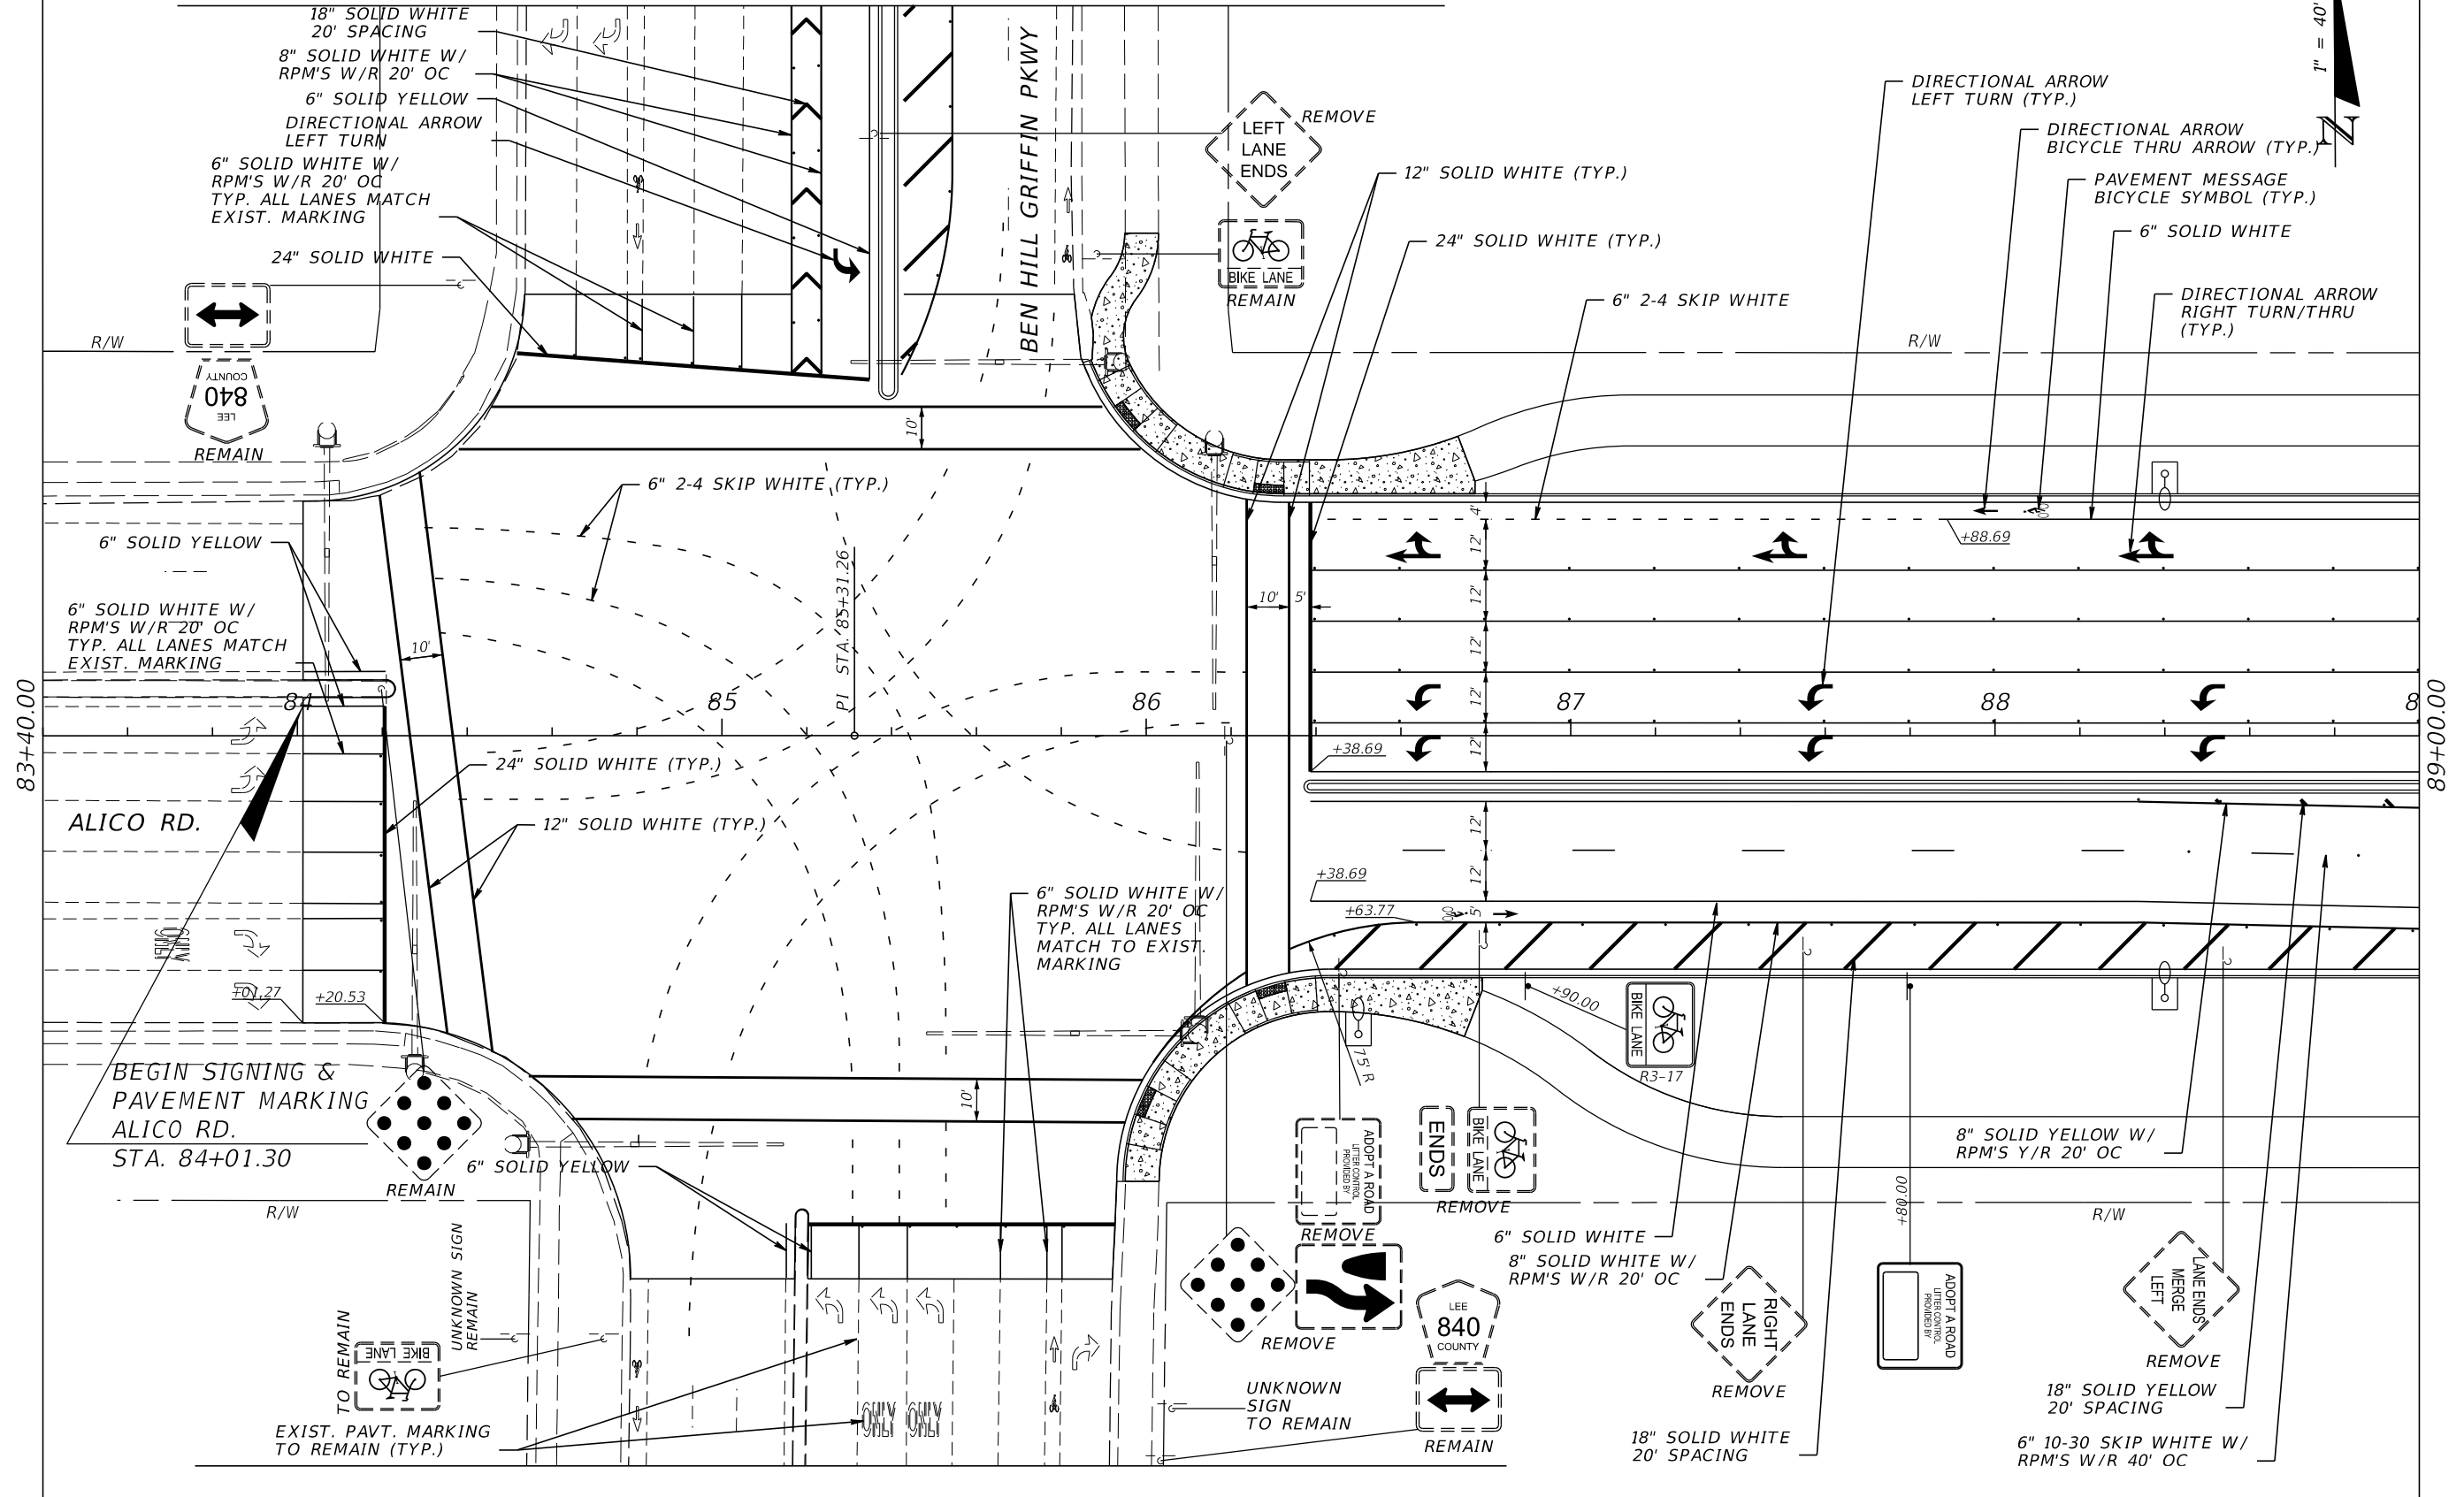 18" SOLID WHITE
20' SPACING
8" SOLID WHITE W/
RPM'S W/R 20' OC
6" SOLID YELLOW
DIRECTIONAL ARROW
LEFT TURN
6" SOLID WHITE W/
RPM'S W/R 20' OC
TYP. ALL LANES MATCH
EXIST. MARKING
24" SOLID WHITE
R/W
LEE
840
COUNTY
REMAIN
BEN HILL GRIFFIN PKWY
LEFT
LANE
ENDS
REMOVE
BIKE LANE
REMAIN
12" SOLID WHITE (TYP.)
24" SOLID WHITE (TYP.)
6" 2-4 SKIP WHITE
DIRECTIONAL ARROW
LEFT TURN (TYP.)
DIRECTIONAL ARROW
BICYCLE THRU ARROW (TYP.)
PAVEMENT MESSAGE
BICYCLE SYMBOL (TYP.)
6" SOLID WHITE
DIRECTIONAL ARROW
RIGHT TURN/THRU
(TYP.)
R/W
1" = 40'
N
10'
6" 2-4 SKIP WHITE (TYP.)
6" SOLID YELLOW
6" SOLID WHITE W/
RPM'S W/R 20' OC
TYP. ALL LANES MATCH
EXIST. MARKING
10'
PI STA. 85+31.26
10'
5'
4'
12'
12'
12'
12'
12'
+88.69
+38.69
83+40.00
84
85
86
87
88
8
89+00.00
ALICO RD.
24" SOLID WHITE (TYP.)
12" SOLID WHITE (TYP.)
6" SOLID WHITE W/
RPM'S W/R 20' OC
TYP. ALL LANES
MATCH TO EXIST.
MARKING
12'
12'
+38.69
+63.77
5'
ONLY
+01.27
+20.53
BEGIN SIGNING &
PAVEMENT MARKING
ALICO RD.
STA. 84+01.30
REMAIN
R/W
10'
6" SOLID YELLOW
75' R
+90.00
BIKE LANE
R3-17
ADOPT A ROAD
LITTER CONTROL
PROVIDED BY
REMOVE
ENDS
BIKE LANE
REMOVE
6" SOLID WHITE
8" SOLID WHITE W/
RPM'S W/R 20' OC
REMOVE
LEE
840
COUNTY
REMAIN
UNKNOWN
SIGN
TO REMAIN
RIGHT
LANE
ENDS
REMOVE
18" SOLID WHITE
20' SPACING
+80.00
ADOPT A ROAD
LITTER CONTROL
PROVIDED BY
8" SOLID YELLOW W/
RPM'S Y/R 20' OC
R/W
LANE ENDS
MERGE
LEFT
REMOVE
18" SOLID YELLOW
20' SPACING
6" 10-30 SKIP WHITE W/
RPM'S W/R 40' OC
UNKNOWN SIGN
REMAIN
TO REMAIN
BIKE LANE
EXIST. PAVT. MARKING
TO REMAIN (TYP.)
ONLY
ONLY